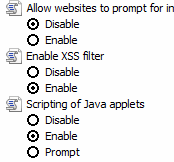 Allow websites to prompt for in
Disable
Enable
Enable XSS filter
Disable
Enable
Scripting of Java applets
Disable
Enable
Prompt